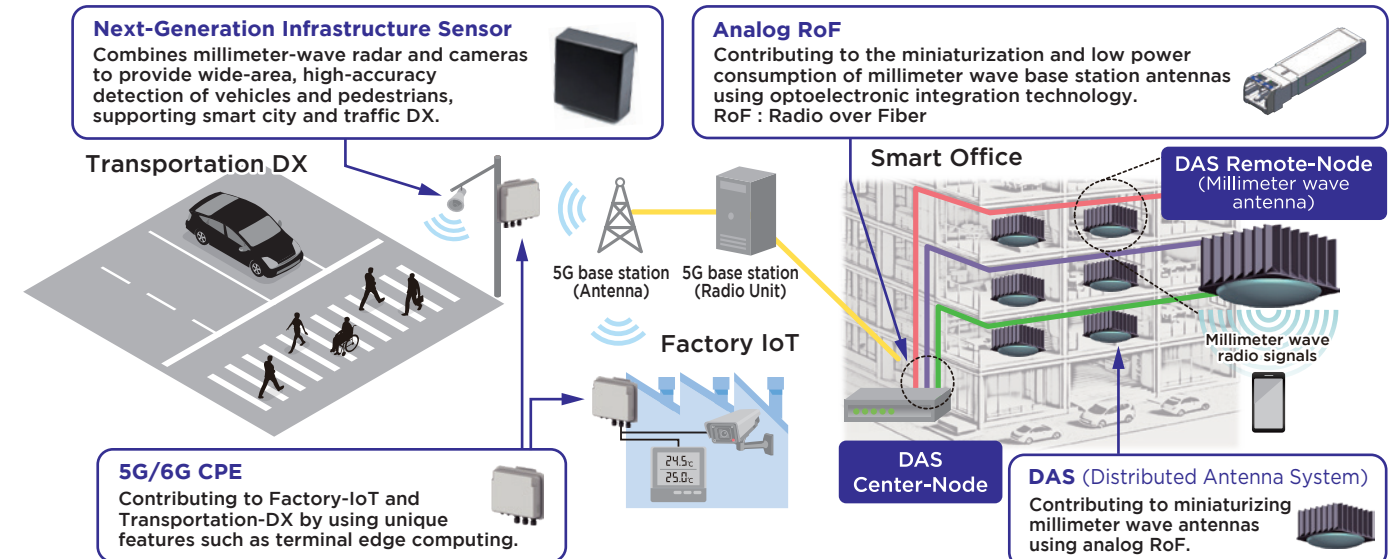 Next-Generation Infrastructure Sensor
Combines millimeter-wave radar and cameras
to provide wide-area, high-accuracy
detection of vehicles and pedestrians,
supporting smart city and traffic DX.
Analog RoF
Contributing to the miniaturization and low power
consumption of millimeter wave base station antennas
using optoelectronic integration technology.
RoF : Radio over Fiber
Transportation DX
Smart Office
DAS Remote-Node
(Millimeter wave
antenna)
5G base station
(Antenna)
5G base station
(Radio Unit)
Factory IoT
Millimeter wave
radio signals
24.5c
25.0c
5G/6G CPE
Contributing to Factory-IoT and
Transportation-DX by using unique
features such as terminal edge computing.
DAS
Center-Node
DAS (Distributed Antenna System)
Contributing to miniaturizing
millimeter wave antennas
using analog RoF.